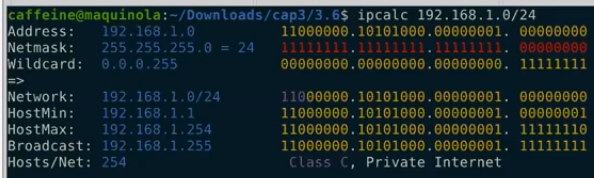 caffeine@maquinola:~/Downloads/cap3/3.6$ ipcalc 192.168.1.0/24
Address:   192.168.1.0          11000000.10101000.00000001. 00000000
Netmask:   255.255.255.0 = 24   11111111.11111111.11111111. 00000000
Wildcard:  0.0.0.255            00000000.00000000.00000000. 11111111
=>
Network:   192.168.1.0/24       11000000.10101000.00000001. 00000000
HostMin:   192.168.1.1          11000000.10101000.00000001. 00000001
HostMax:   192.168.1.254        11000000.10101000.00000001. 11111110
Broadcast: 192.168.1.255        11000000.10101000.00000001. 11111111
Hosts/Net: 254                   Class C, Private Internet